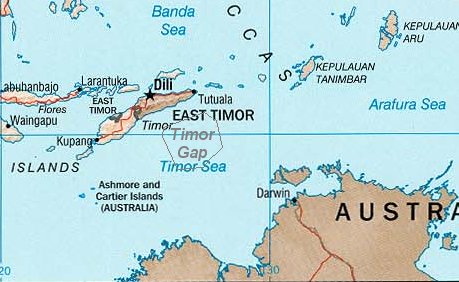 Banda
Sea
C
C
A
S
KEPULAUAN
ARU
KEPULAUAN
TANIMBAR
Arafura Sea
abuhanbajo
Larantuka
Dili
Flores
EAST
TIMOR
Tutuala
Waingapu
EAST TIMOR
Timor
Kupang
Timor
Gap
ISLANDS
Timor Sea
Ashmore and
Cartier Islands
(AUSTRALIA)
Darwin
AUSTRA
20
130